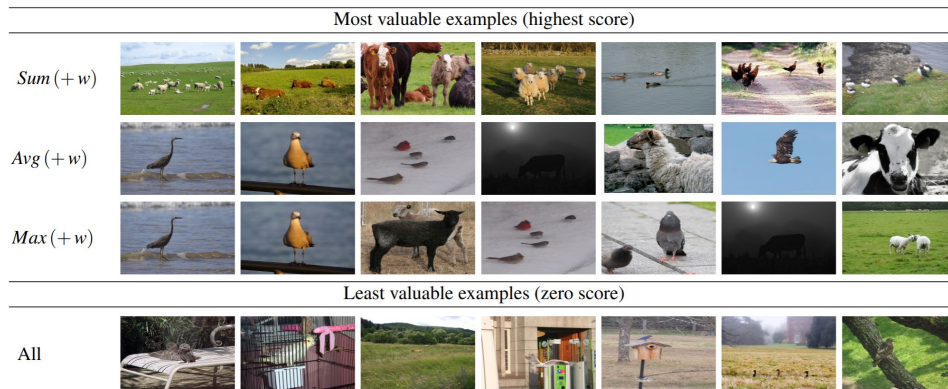 Most valuable examples (highest score)
Sum (+ w)
Avg (+ w)
Max (+ w)
Least valuable examples (zero score)
All